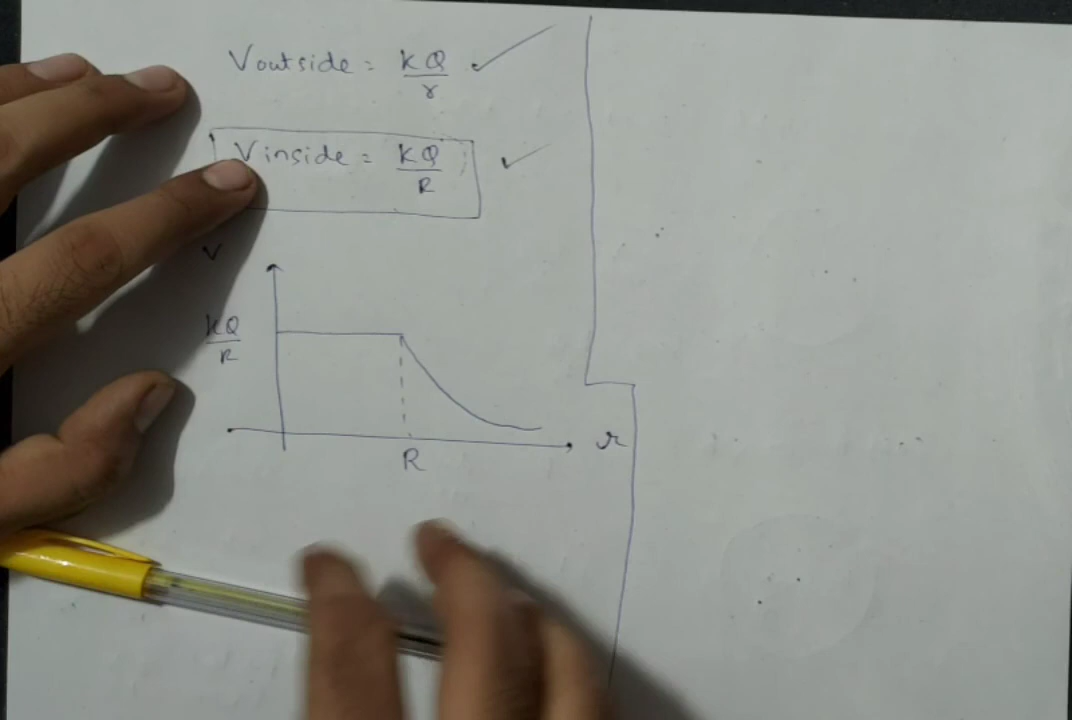 Voutside = kQ/r
Vinside = kQ/R
V
kQ/R
r
R